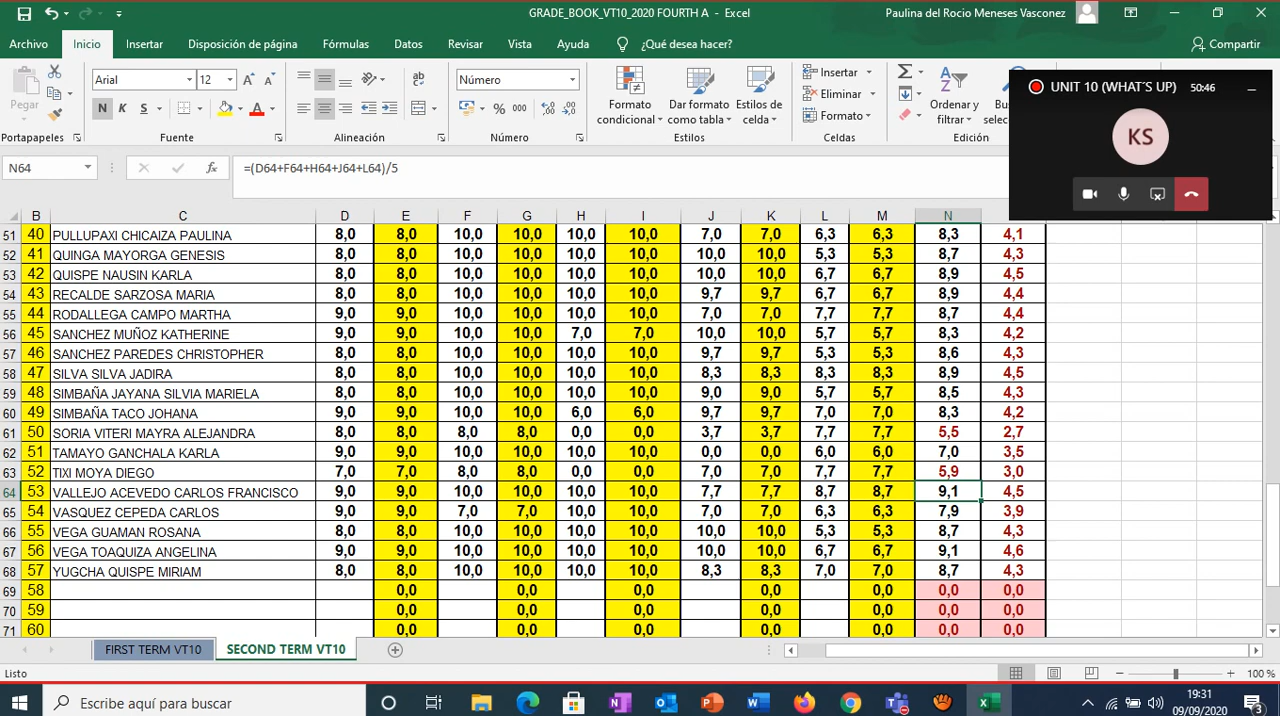 GRADE_BOOK_VT10_2020 FOURTH A - Excel
Paulina del Rocio Meneses Vasconez
Archivo Inicio Insertar Disposición de página Fórmulas Datos Revisar Vista Ayuda ¿Qué desea hacer? Compartir
Pegar
Arial 12
N K S
ab
Número
% 000
Formato condicional
Dar formato como tabla
Estilos de celda
Insertar
Eliminar
Formato
Ordenar y filtrar
Portapapeles Fuente Alineación Número Estilos Celdas Edición
UNIT 10 (WHAT'S UP) 50:46
KS
N64 fx =(D64+F64+H64+J64+L64)/5
B C D E F G H I J K L M N
51 40 PULLUPAXI CHICAIZA PAULINA 8,0 8,0 10,0 10,0 10,0 10,0 7,0 7,0 6,3 6,3 8,3 4,1
52 41 QUINGA MAYORGA GENESIS 8,0 8,0 10,0 10,0 10,0 10,0 10,0 10,0 5,3 5,3 8,7 4,3
53 42 QUISPE NAUSIN KARLA 8,0 8,0 10,0 10,0 10,0 10,0 10,0 10,0 6,7 6,7 8,9 4,5
54 43 RECALDE SARZOSA MARIA 8,0 8,0 10,0 10,0 10,0 10,0 9,7 9,7 6,7 6,7 8,9 4,4
55 44 RODALLEGA CAMPO MARTHA 9,0 9,0 10,0 10,0 10,0 10,0 7,0 7,0 7,7 7,7 8,7 4,4
56 45 SANCHEZ MUÑOZ KATHERINE 9,0 9,0 10,0 10,0 7,0 7,0 10,0 10,0 5,7 5,7 8,3 4,2
57 46 SANCHEZ PAREDES CHRISTOPHER 8,0 8,0 10,0 10,0 10,0 10,0 9,7 9,7 5,3 5,3 8,6 4,3
58 47 SILVA SILVA JADIRA 9,0 9,0 10,0 10,0 10,0 10,0 8,3 8,3 7,3 7,3 8,9 4,5
59 48 SIMBAÑA JAYANA SILVIA MARIELA 8,0 8,0 10,0 10,0 10,0 10,0 9,0 9,0 5,7 5,7 8,5 4,3
60 49 SIMBAÑA TACO JOHANA 9,0 9,0 10,0 10,0 6,0 6,0 9,7 9,7 7,0 7,0 8,3 4,2
61 50 SORIA VITERI MAYRA ALEJANDRA 8,0 8,0 8,0 8,0 0,0 0,0 3,7 3,7 7,7 7,7 5,5 2,7
62 51 TAMAYO GANCHALA KARLA 9,0 9,0 10,0 10,0 10,0 10,0 0,0 0,0 6,0 6,0 7,0 3,5
63 52 TIXI MOYA DIEGO 7,0 7,0 8,0 8,0 0,0 0,0 7,0 7,0 7,7 7,7 5,9 3,0
64 53 VALLEJO ACEVEDO CARLOS FRANCISCO 9,0 9,0 10,0 10,0 10,0 10,0 7,7 7,7 8,7 8,7 9,1 4,5
65 54 VASQUEZ CEPEDA CARLOS 9,0 9,0 7,0 7,0 10,0 10,0 7,0 7,0 6,3 6,3 7,9 3,9
66 55 VEGA GUAMAN ROSANA 8,0 8,0 10,0 10,0 10,0 10,0 10,0 10,0 5,7 5,7 8,7 4,3
67 56 VEGA TOAQUIZA ANGELINA 9,0 9,0 10,0 10,0 10,0 10,0 10,0 10,0 6,7 6,7 9,1 4,6
68 57 YUGCHA QUISPE MIRIAM 8,0 8,0 10,0 10,0 10,0 10,0 8,3 8,3 7,0 7,0 8,7 4,3
69 58 0,0 0,0 0,0 0,0 0,0 0,0 0,0
70 59 0,0 0,0 0,0 0,0 0,0 0,0 0,0
71 60 0,0 0,0 0,0 0,0 0,0 0,0 0,0
FIRST TERM VT10 SECOND TERM VT10
Listo 100 %
Escribe aquí para buscar
19:31
09/09/2020
3